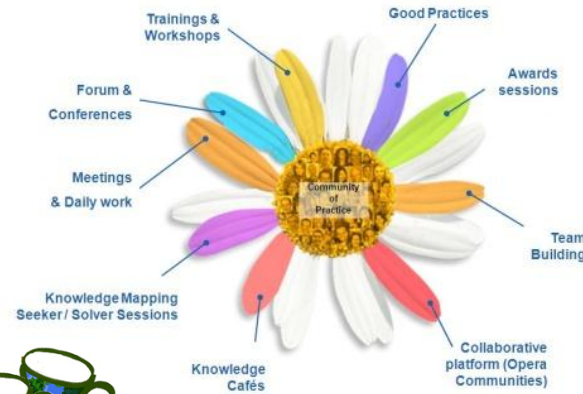 Trainings &
Workshops
Good Practices
Awards
sessions
Forum &
Conferences
Meetings
& Daily work
Community
of
Practice
Team
Building
Knowledge Mapping
Seeker / Solver Sessions
Knowledge
Cafés
Collaborative
platform (Opera
Communities)